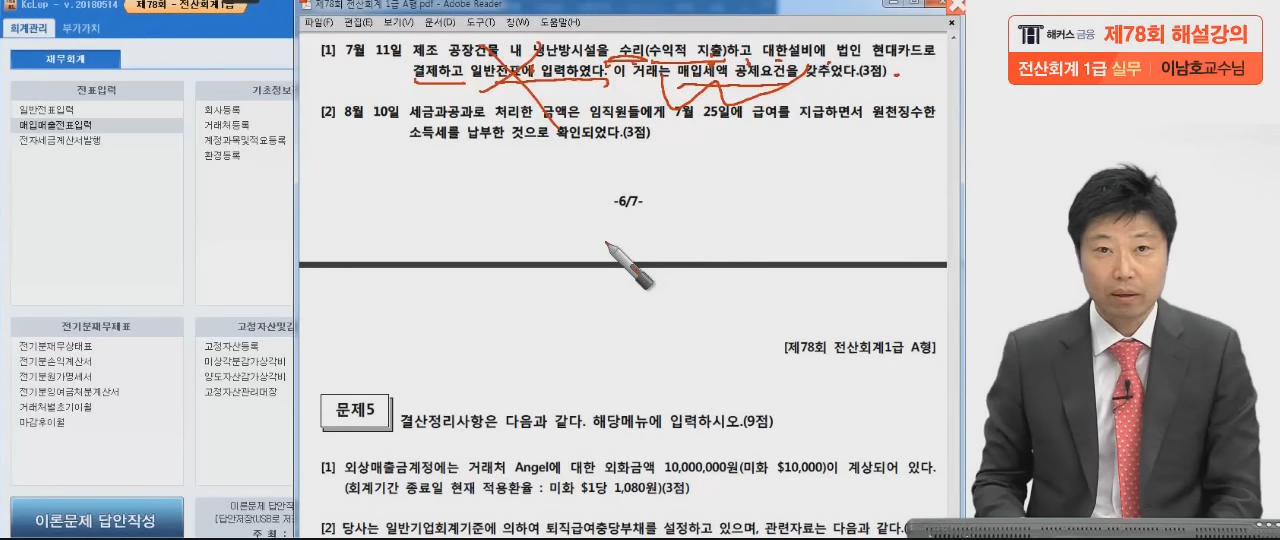 KcLep - v.20180514
제78회 - 전산회계1급
회계관리 부가가치
재무회계
전표입력
일반전표입력
매입매출전표입력
전자세금계산서발행
기초정보
회사등록
거래처등록
계정과목및적요등록
환경등록
전기분재무제표
전기분재무상태표
전기분손익계산서
전기분원가명세서
전기분잉여금처분계산서
거래처별초기이월
마감후이월
고정자산및감
고정자산등록
미상각분감가상각비
양도자산감가상각비
고정자산관리대장
이론문제 답안작성
이론문제 답안작
[답안저장(USB로 저
주 최 :
제78회 전산회계 1급 A형.pdf - Adobe Reader
파일(F) 편집(E) 보기(V) 문서(D) 도구(T) 창(W) 도움말(H)
[1] 7월 11일 제조 공장건물 내 냉난방시설을 수리(수익적 지출)하고 대한설비에 법인 현대카드로
결제하고 일반전표에 입력하였다. 이 거래는 매입세액 공제요건을 갖추었다.(3점)
[2] 8월 10일 세금과공과로 처리한 금액은 임직원들에게 7월 25일에 급여를 지급하면서 원천징수한
소득세를 납부한 것으로 확인되었다.(3점)
-6/7-
[제78회 전산회계1급 A형]
문제5 결산정리사항은 다음과 같다. 해당메뉴에 입력하시오.(9점)
[1] 외상매출금계정에는 거래처 Angel에 대한 외화금액 10,000,000원(미화 $10,000)이 계상되어 있다.
(회계기간 종료일 현재 적용환율 : 미화 $1당 1,080원)(3점)
[2] 당사는 일반기업회계기준에 의하여 퇴직급여충당부채를 설정하고 있으며, 관련자료는 다음과 같다.(
해커스 금융 제78회 해설강의
전산회계 1급 실무 이남호교수님